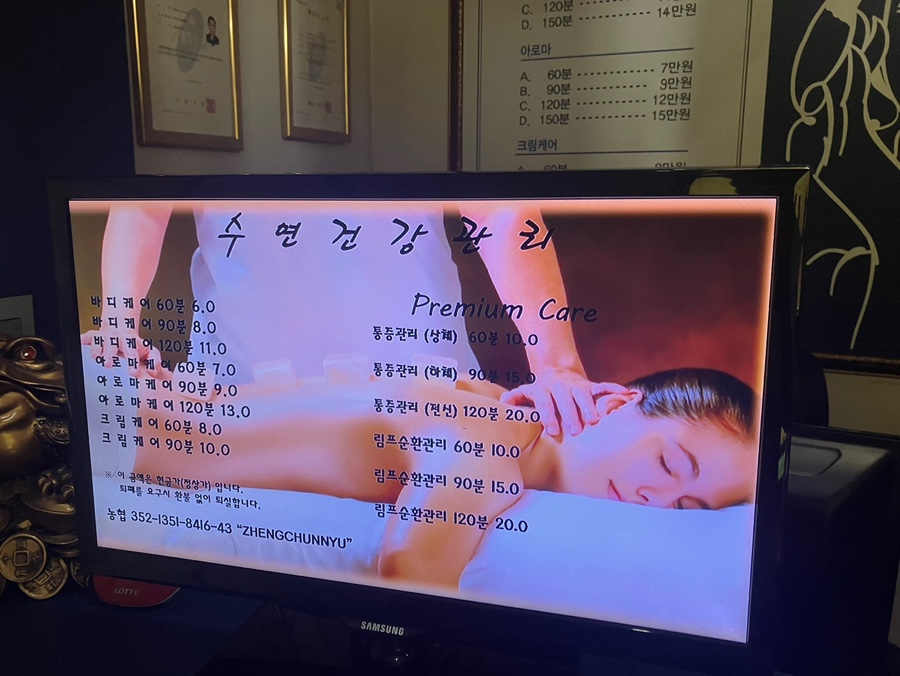 C. 120분
D. 150분 ---------------- 14만원
아로마
A. 60분 ---------------- 7만원
B. 90분 ---------------- 9만원
C. 120분 ---------------- 12만원
D. 150분 ---------------- 15만원
크림케어
수면건강관리
바디케어 60분 6.0
바디케어 90분 8.0
바디케어 120분 11.0
아로마케어 60분 7.0
아로마케어 90분 9.0
아로마케어 120분 13.0
크림케어 60분 8.0
크림케어 90분 10.0
※ 이 금액은 현금가(정상가) 입니다.
퇴폐를 요구시 환불 없이 퇴실합니다.
농협 352-1351-8416-43 "ZHENGCHUNNYU"
Premium Care
통증관리 (상체) 60분 10.0
통증관리 (하체) 90분 15.0
통증관리 (전신) 120분 20.0
림프순환관리 60분 10.0
림프순환관리 90분 15.0
림프순환관리 120분 20.0
LOTTE
SAMSUNG